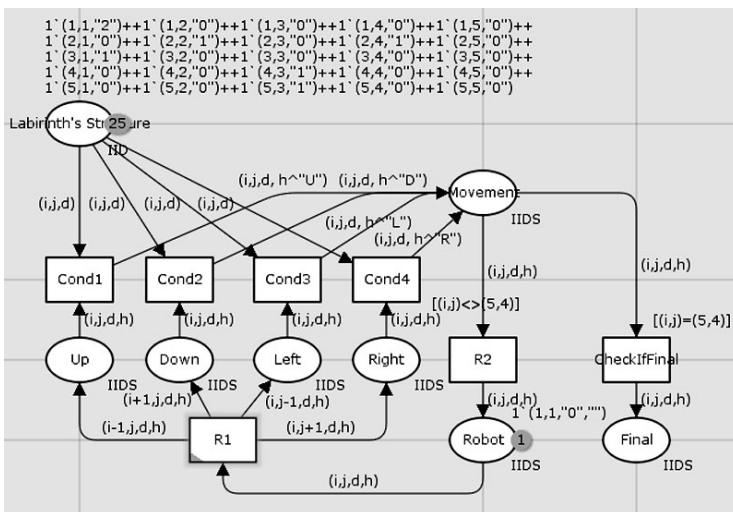 1`(1,1,"2")++1`(1,2,"0")++1`(1,3,"0")++1`(1,4,"0")++1`(1,5,"0")++
1`(2,1,"0")++1`(2,2,"1")++1`(2,3,"0")++1`(2,4,"1")++1`(2,5,"0")++
1`(3,1,"1")++1`(3,2,"0")++1`(3,3,"0")++1`(3,4,"0")++1`(3,5,"0")++
1`(4,1,"0")++1`(4,2,"0")++1`(4,3,"1")++1`(4,4,"0")++1`(4,5,"0")++
1`(5,1,"0")++1`(5,2,"0")++1`(5,3,"1")++1`(5,4,"0")++1`(5,5,"0")
Labirinth's 25
IID
(i,j,d, h^"U") (i,j,d, h^"D") Movement
(i,j,d) (i,j,d) (i,j,d) (i,j,d)
IIDS
(i,j,d, h^"L")
(i,j,d, h^"R")
(i,j,d,h) (i,j,d,h)
Cond1 Cond2 Cond3 Cond4
[(i,j)<>(5,4)] [(i,j)=(5,4)]
(i,j,d,h) (i,j,d,h) (i,j,d,h) (i,j,d,h)
Up Down Left Right R2 CheckIfFinal
IIDS IIDS IIDS IIDS
(i+1,j,d,h) (i,j-1,d,h) (i,j,d,h) (i,j,d,h)
1`(1,1,"0","")
(i-1,j,d,h) R1 (i,j+1,d,h) Robot 1 Final
IIDS IIDS
(i,j,d,h)